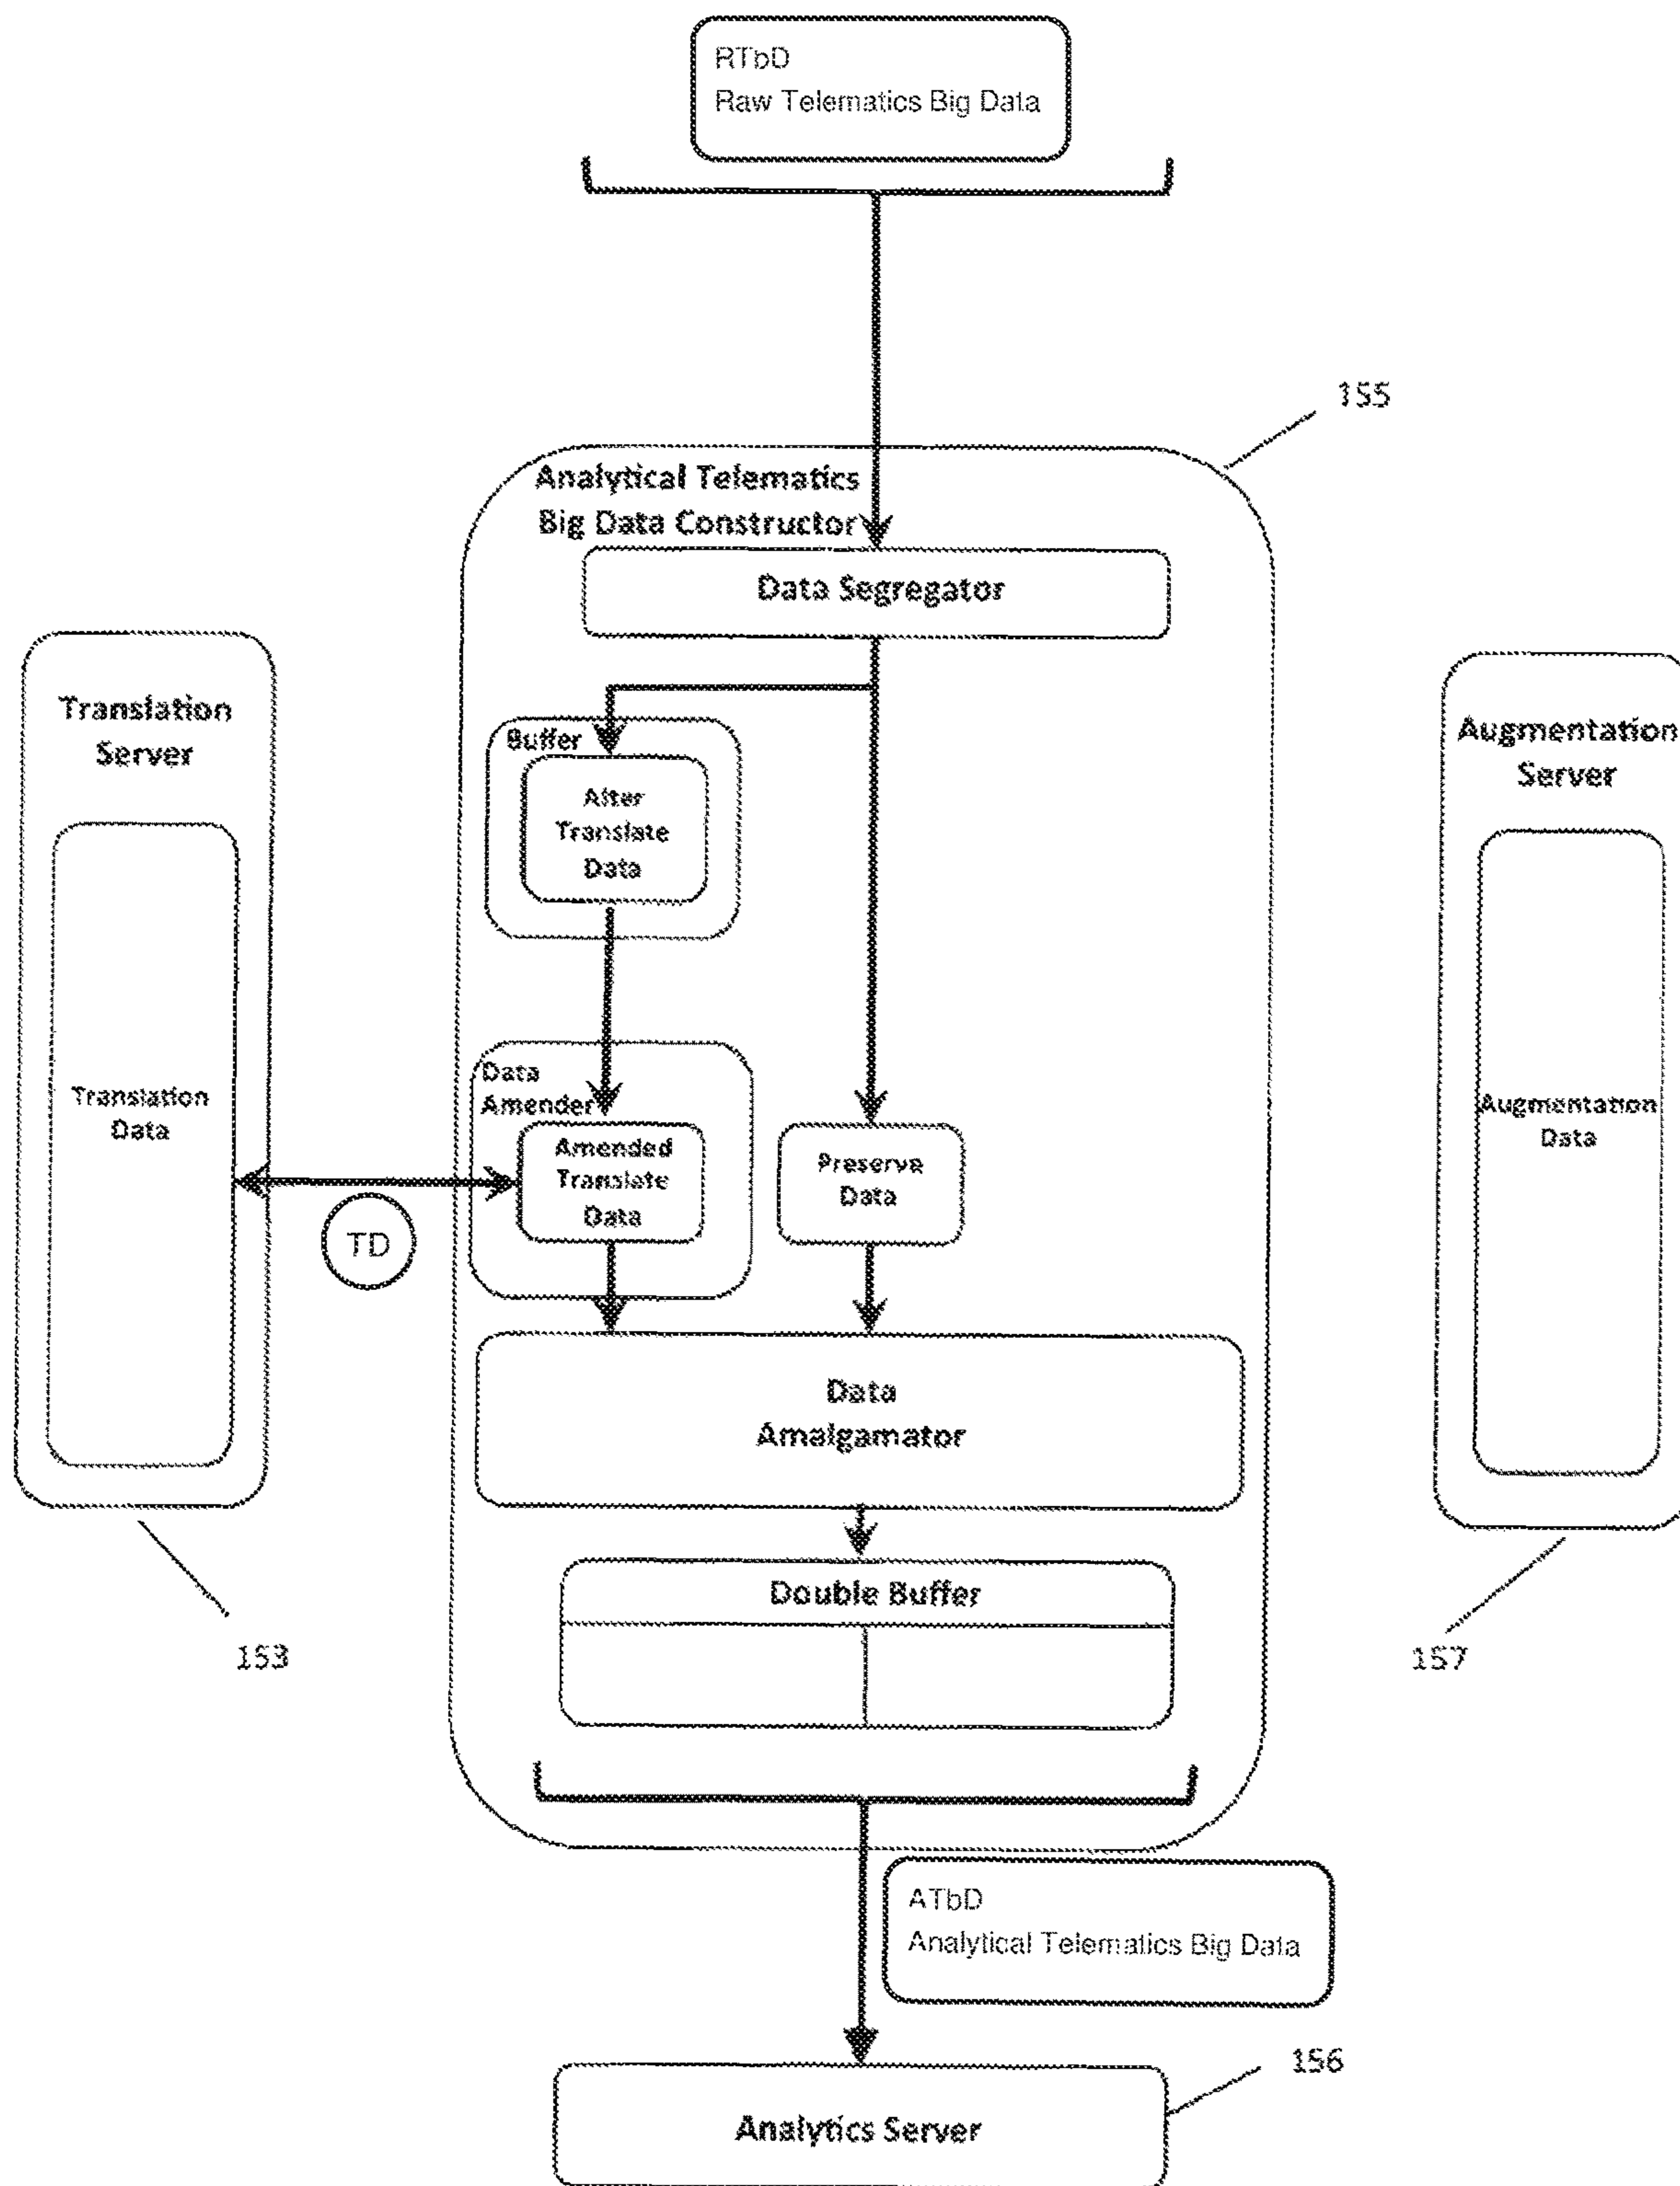 RTbD
Raw Telematics Big Data
155
Analytical Telematics
Big Data Constructor
Data Segregator
Translation
Server
Augmentation
Server
Buffer
Alter
Translate
Data
Translation
Data
Data
Amender
Amended
Translate
Data
Preserve
Data
Augmentation
Data
TD
Data
Amalgamator
Double Buffer
153
157
ATbD
Analytical Telematics Big Data
156
Analytics Server